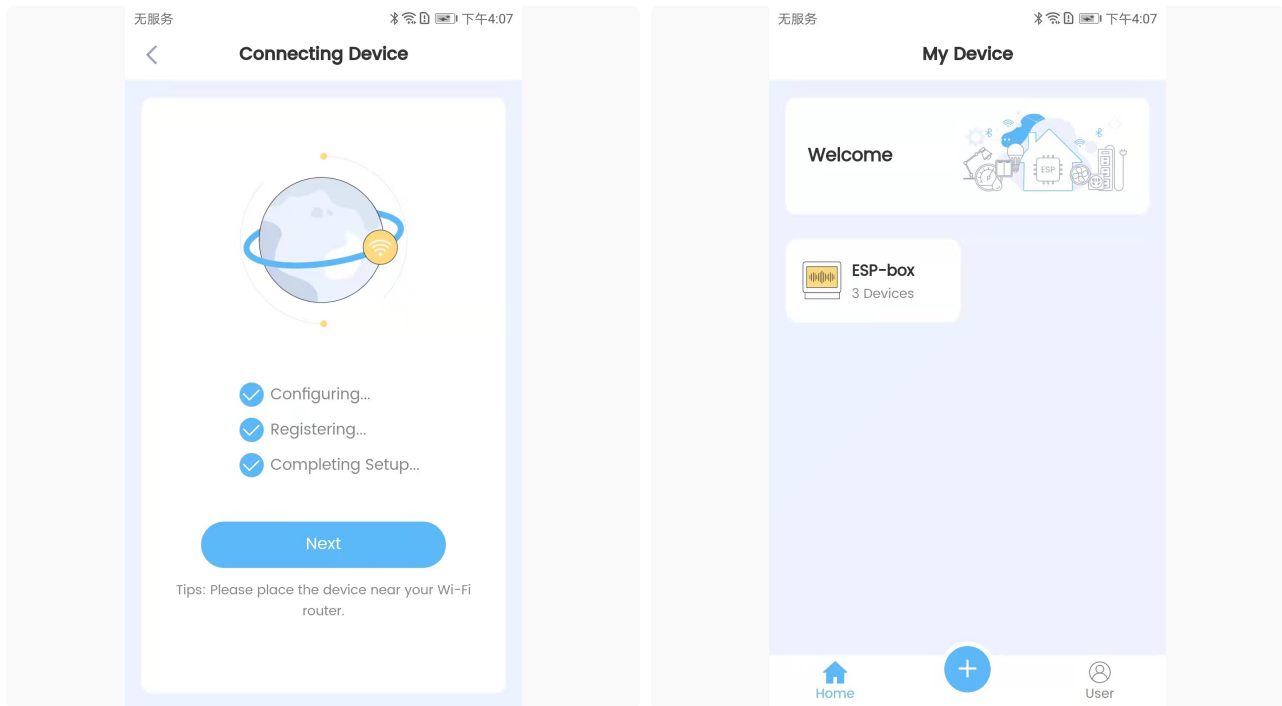 无服务
下午4:07
Connecting Device
Configuring...
Registering...
Completing Setup...
Next
Tips: Please place the device near your Wi-Fi
router.
无服务
下午4:07
My Device
Welcome
ESP
ESP-box
3 Devices
Home
User